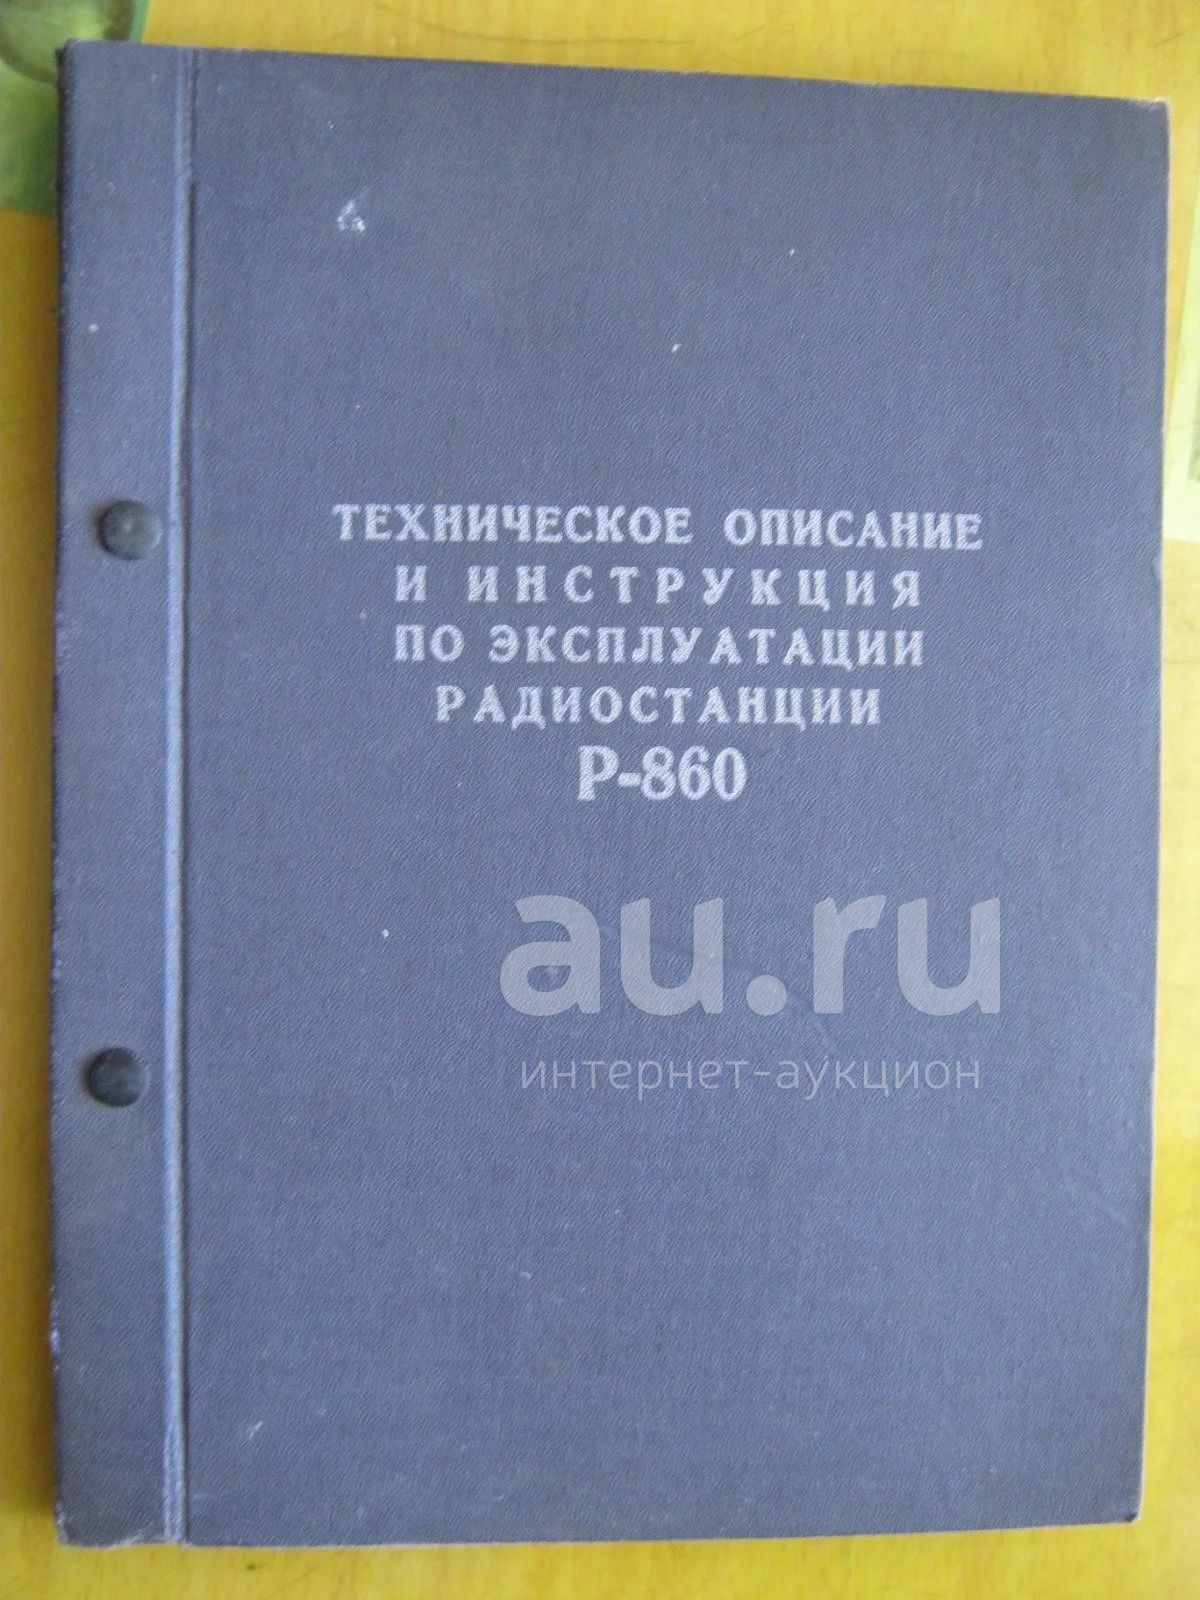 ТЕХНИЧЕСКОЕ ОПИСАНИЕ
И ИНСТРУКЦИЯ
ПО ЭКСПЛУАТАЦИИ
РАДИОСТАНЦИИ
Р-860
au.ru
интернет-аукцион